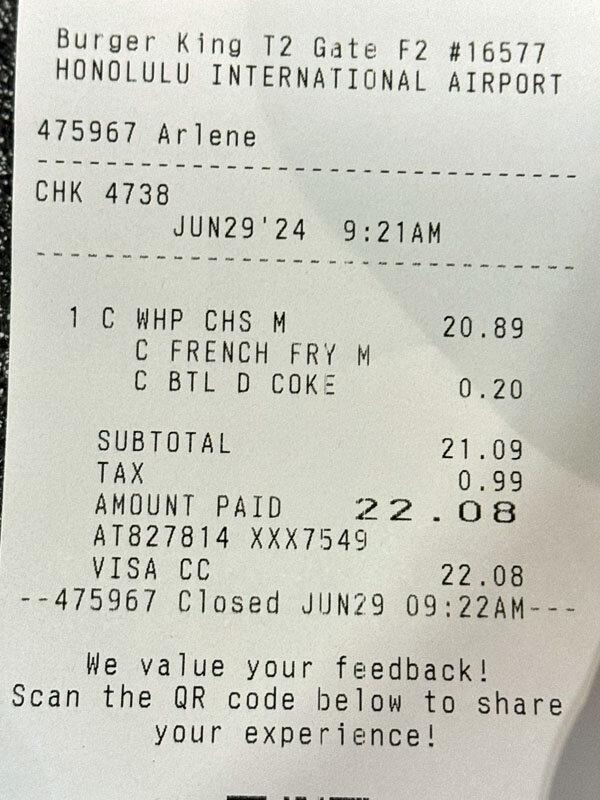 Burger King T2 Gate F2 #16577
HONOLULU INTERNATIONAL AIRPORT
475967 Arlene
--------------------------------
CHK 4738
JUN29'24 9:21AM
--------------------------------
1 C WHP CHS M 20.89
C FRENCH FRY M
C BTL D COKE 0.20
SUBTOTAL 21.09
TAX 0.99
AMOUNT PAID 22.08
AT827814 XXX7549
VISA CC 22.08
--475967 Closed JUN29 09:22AM---
We value your feedback!
Scan the QR code below to share
your experience!